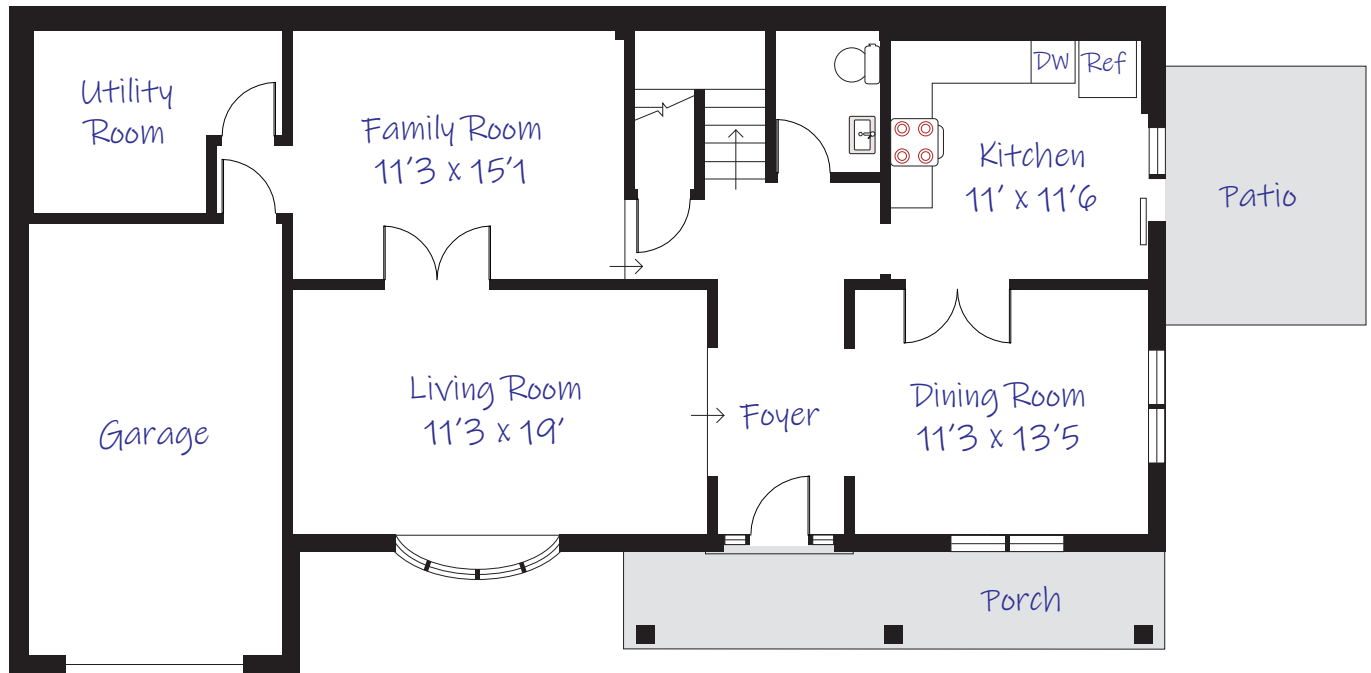 Utility
Room
Family Room
11'3 x 15'1
DW
Ref
Kitchen
11' x 11'6
Patio
Garage
Living Room
11'3 x 19'
Foyer
Dining Room
11'3 x 13'5
Porch